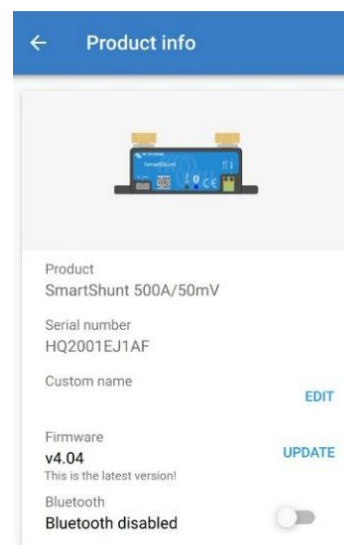 Product info
SmartShunt
Product
SmartShunt 500A/50mV
Serial number
HQ2001EJ1AF
Custom name
EDIT
Firmware
v4.04
UPDATE
This is the latest version!
Bluetooth
Bluetooth disabled